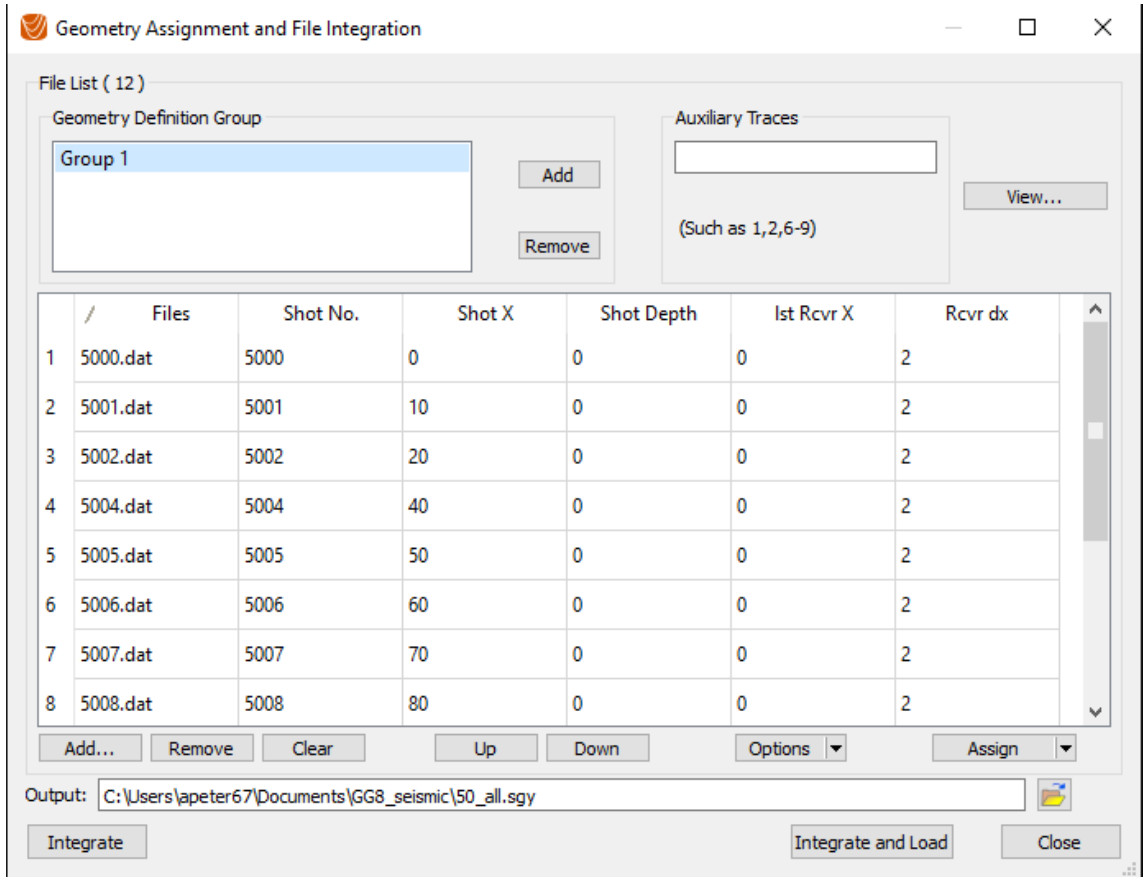 Geometry Assignment and File Integration
File List ( 12 )
Geometry Definition Group
Auxiliary Traces
Group 1
Add
Remove
(Such as 1,2,6-9)
View...
/ Files Shot No. Shot X Shot Depth Ist Rcvr X Rcvr dx
1 5000.dat 5000 0 0 0 2
2 5001.dat 5001 10 0 0 2
3 5002.dat 5002 20 0 0 2
4 5004.dat 5004 40 0 0 2
5 5005.dat 5005 50 0 0 2
6 5006.dat 5006 60 0 0 2
7 5007.dat 5007 70 0 0 2
8 5008.dat 5008 80 0 0 2
Add... Remove Clear Up Down Options Assign
Output: C:\Users\apeter67\Documents\GG8_seismic\50_all.sgy
Integrate Integrate and Load Close